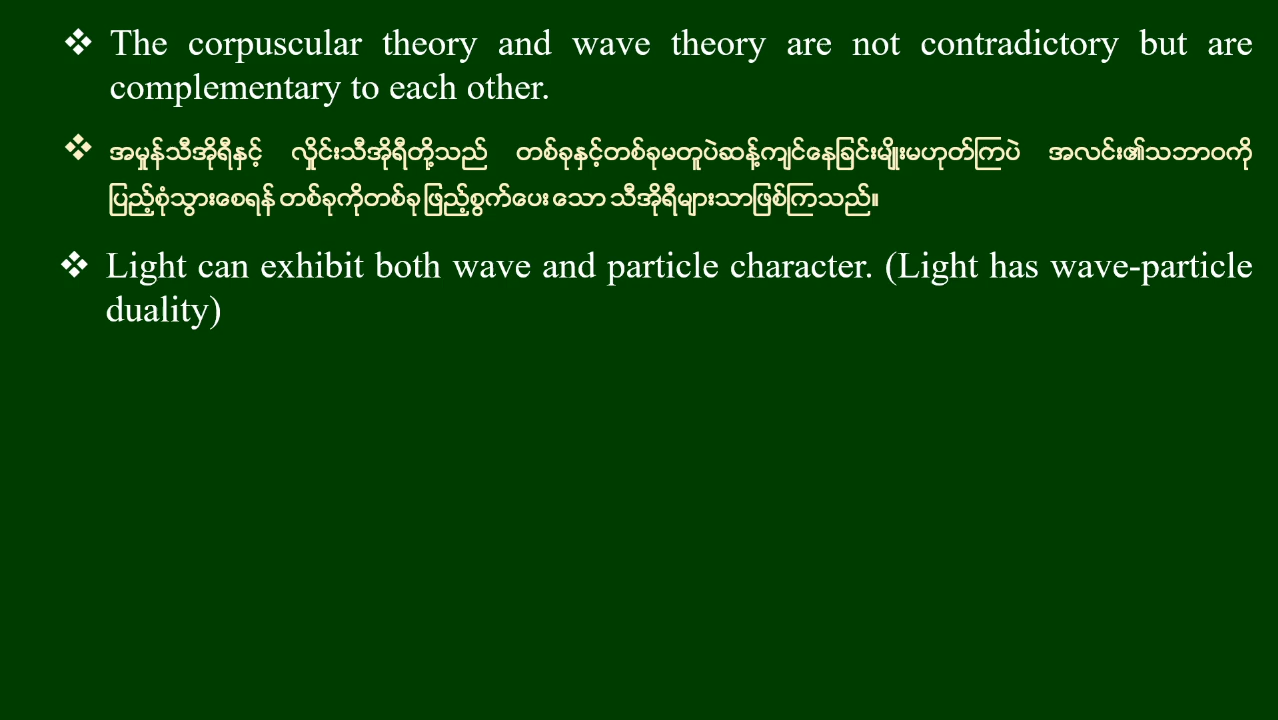 ❖ The corpuscular theory and wave theory are not contradictory but are
complementary to each other.
❖ အမှုန်သီအိုရီနှင့် လှိုင်းသီအိုရီတို့သည် တစ်ခုနှင့်တစ်ခုမတူပဲဆန့်ကျင်နေခြင်းမျိုးမဟုတ်ကြပဲ အလင်း၏သဘာဝကို
ပြည့်စုံသွားစေရန် တစ်ခုကိုတစ်ခု ဖြည့်စွက်ပေး သော သီအိုရီများသာဖြစ်ကြသည်။
❖ Light can exhibit both wave and particle character. (Light has wave-particle
duality)